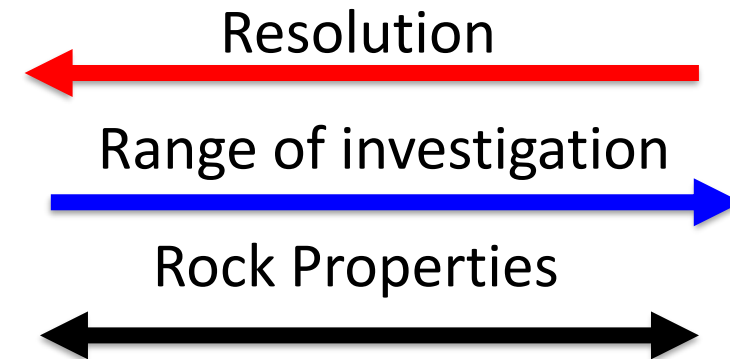 Resolution
Range of investigation
Rock Properties